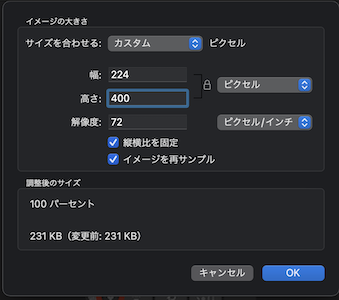 イメージの大きさ
サイズを合わせる: カスタム ピクセル
幅: 224
ピクセル
高さ: 400
解像度: 72 ピクセル/インチ
縦横比を固定
イメージを再サンプル
調整後のサイズ
100 パーセント
231 KB（変更前: 231 KB）
キャンセル OK